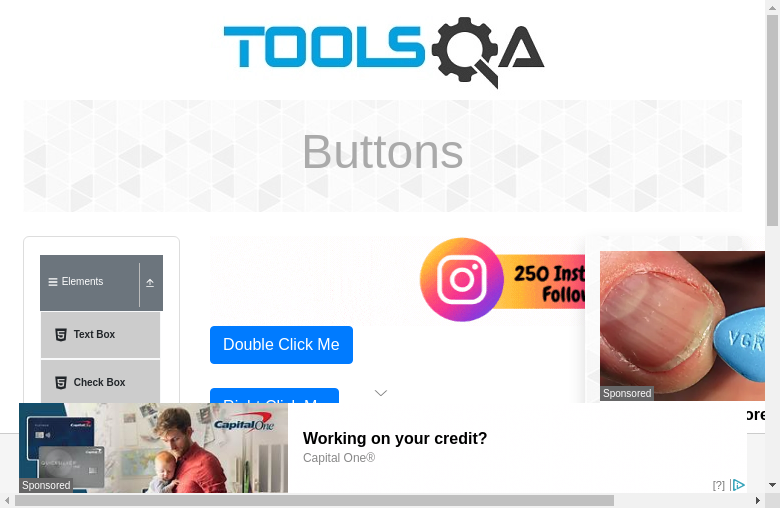 TOOLSQA
Buttons
Elements
Text Box
Check Box
250 Inst
Follow
Double Click Me
Right Click Me
VGR
Sponsored
ore
Capital One
Sponsored
Working on your credit?
Capital One®
[?]